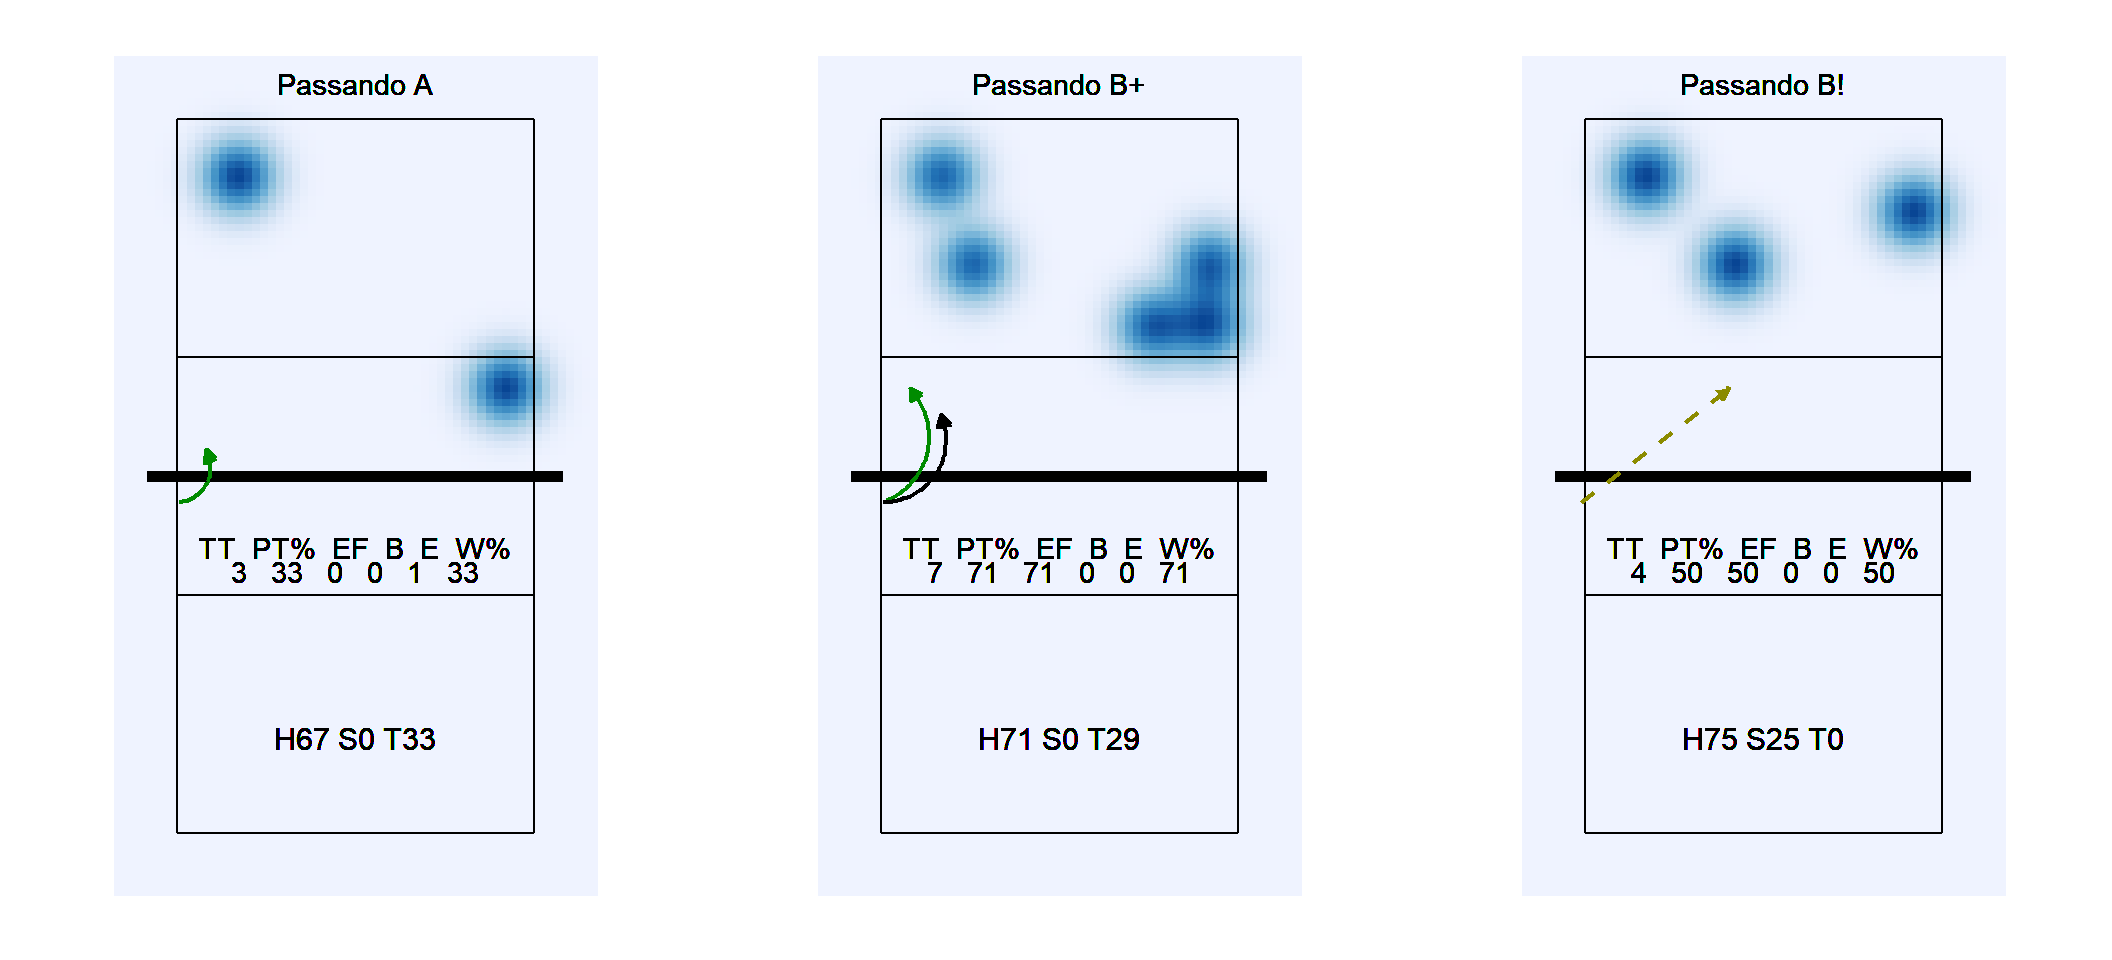 Passando A
TT PT% EF B E W%
3 33 0 0 1 33
H67 S0 T33
Passando B+
TT PT% EF B E W%
7 71 71 0 0 71
H71 S0 T29
Passando B!
TT PT% EF B E W%
4 50 50 0 0 50
H75 S25 T0